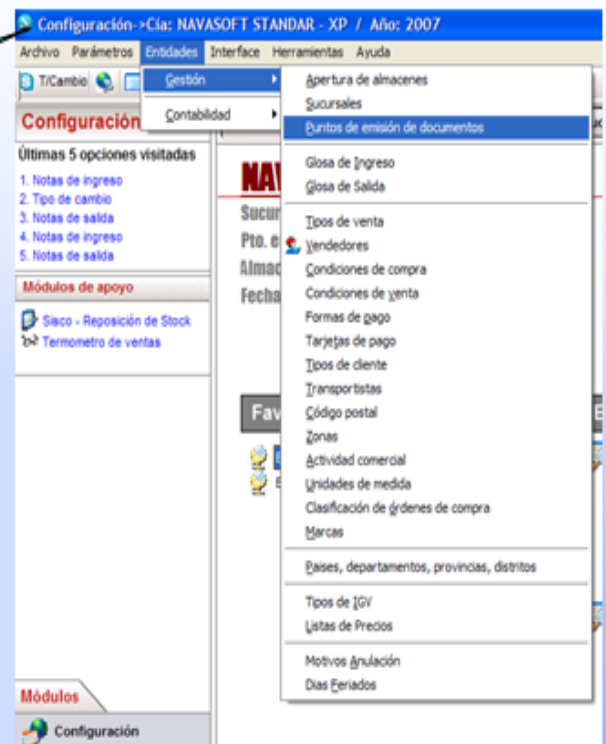 Configuración->Cía: NAVASOFT STANDAR - XP / Año: 2007
Archivo Parámetros Entidades Interface Herramientas Ayuda
T/Cambio
Gestión
Contabilidad
Configuración
Últimas 5 opciones visitadas
1. Notas de ingreso
2. Tipo de cambio
3. Notas de salida
4. Notas de ingreso
5. Notas de salida
Módulos de apoyo
Sisco - Reposición de Stock
Termometro de ventas
Módulos
Configuración
Apertura de almacenes
Sucursales
Puntos de emisión de documentos
Glosa de Ingreso
Glosa de Salida
Tipos de venta
Vendedores
Condiciones de compra
Condiciones de venta
Formas de pago
Tarjetas de pago
Tipos de cliente
Transportistas
Código postal
Zonas
Actividad comercial
Unidades de medida
Clasificación de órdenes de compra
Marcas
Paises, departamentos, provincias, distritos
Tipos de IGV
Listas de Precios
Motivos Anulación
Dias Feriados
NA
Sucur
Pto. e
Almac
Fecha
Fav